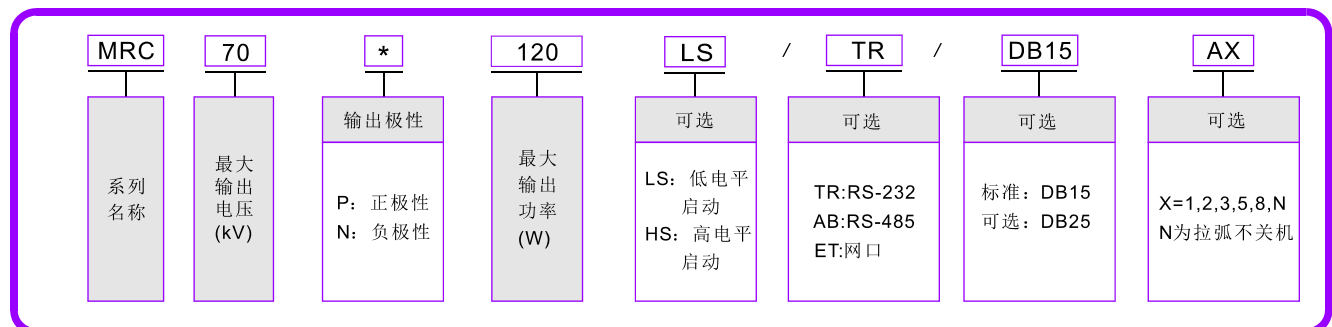 MRC 70 * 120 LS / TR / DB15 AX
系列
名称
最大
输出
电压
(kV)
输出极性
P：正极性
N：负极性
最大
输出
功率
(W)
可选
LS：低电平
启动
HS：高电平
启动
可选
TR:RS-232
AB:RS-485
ET:网口
可选
标准：DB15
可选：DB25
可选
X=1,2,3,5,8,N
N为拉弧不关机